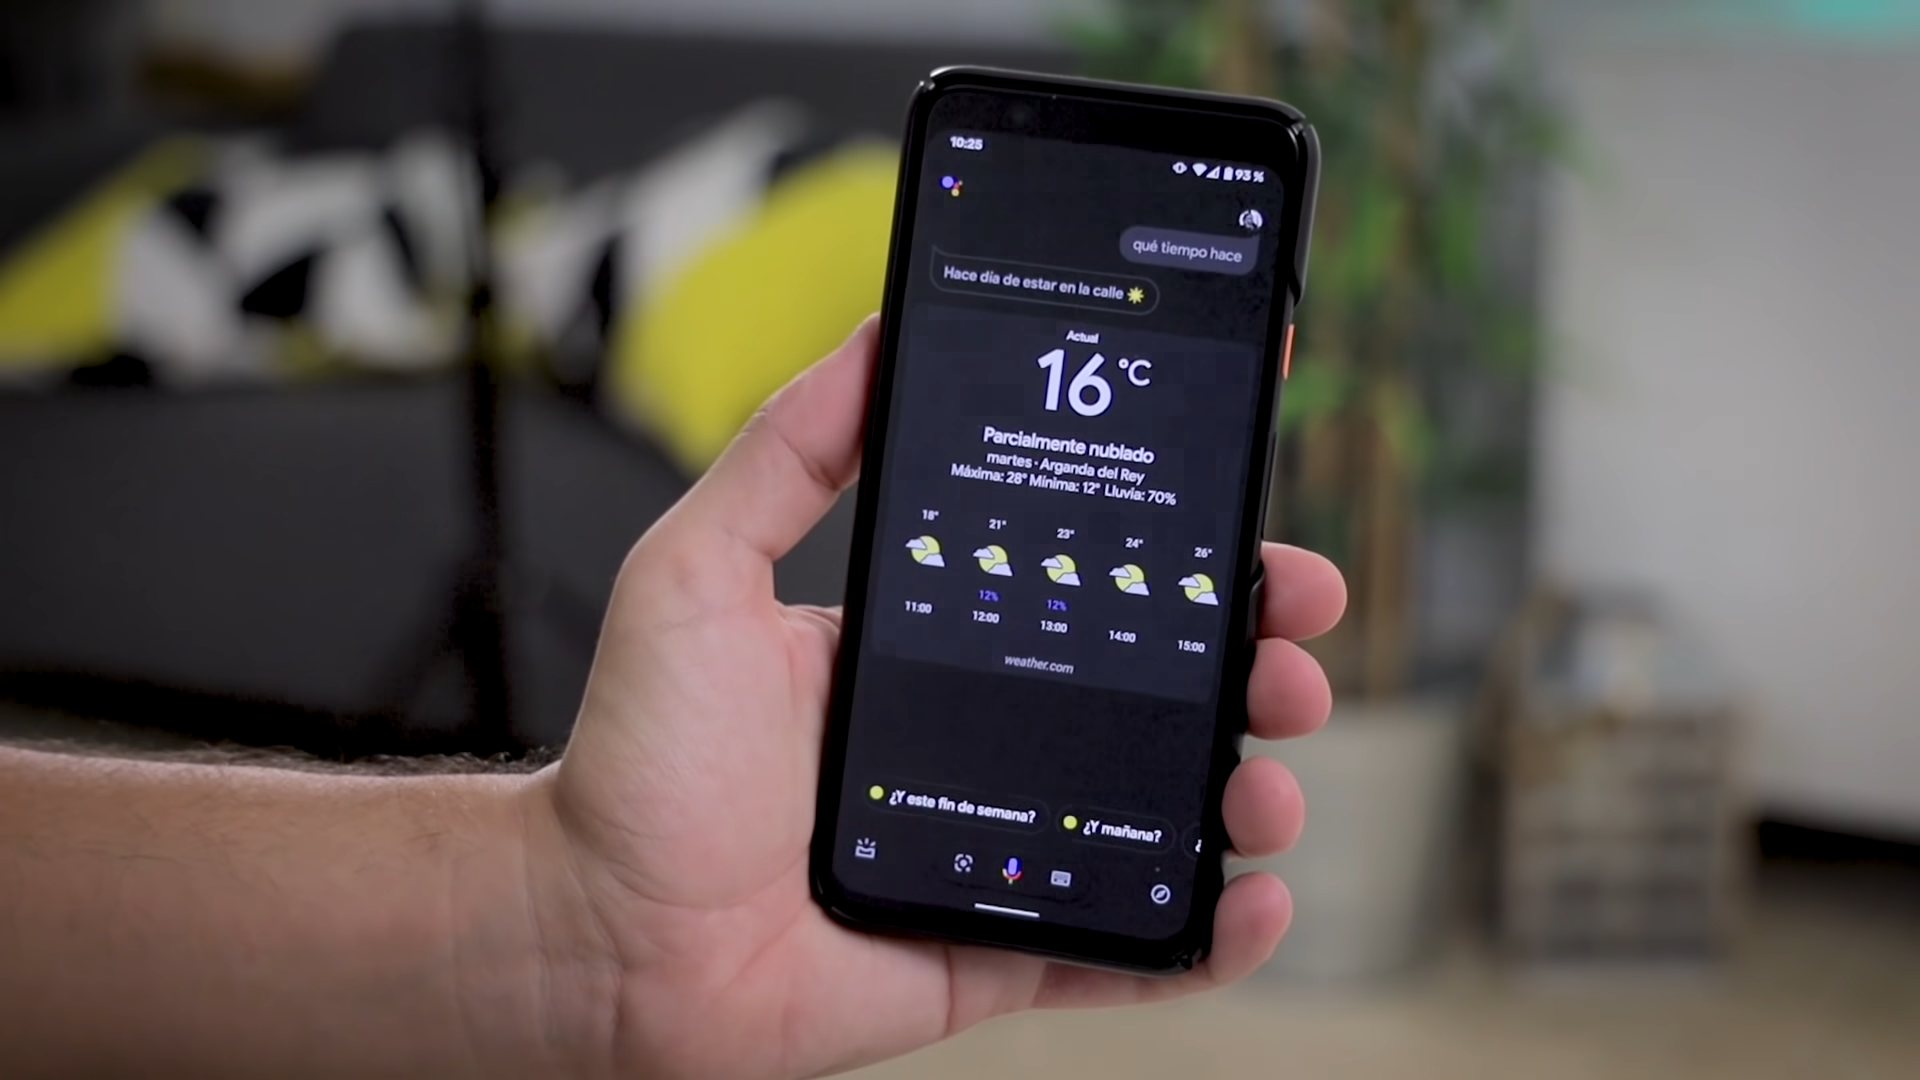 10:25
93 %
qué tiempo hace
Hace día de estar en la calle
Actual
16 °C
Parcialmente nublado
martes · Arganda del Rey
Máxima: 28° Mínima: 12° Lluvia: 70%
18° 21° 23° 24° 26°
12% 12%
11:00 12:00 13:00 14:00 15:00
weather.com
¿Y este fin de semana? ¿Y mañana? ¿